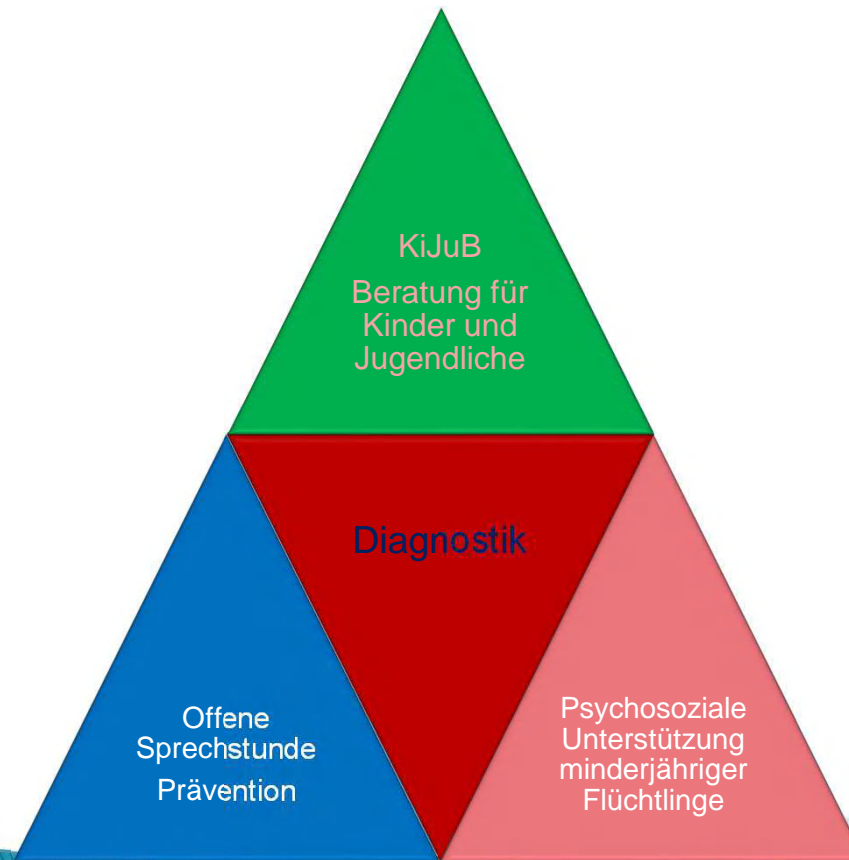 KiJuB
Beratung für
Kinder und
Jugendliche
Diagnostik
Offene
Sprechstunde
Prävention
Psychosoziale
Unterstützung
minderjähriger
Flüchtlinge